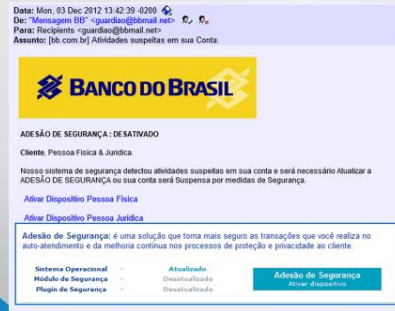 Data: Mon, 03 Dec 2012 13:42:39 -0200
De: "Mensagem BB" <guardiao@bbmail.net>
Para: Recipients <guardiao@bbmail.net>
Assunto: [bb.com.br] Atividades suspeitas em sua Conta.
BANCO DO BRASIL
ADESÃO DE SEGURANÇA : DESATIVADO
Cliente, Pessoa Física & Jurídica.
Nosso sistema de segurança detectou atividades suspeitas em sua conta e será necessário Atualizar a
ADESÃO DE SEGURANÇA ou sua conta será Suspensa por medidas de Segurança.
Ativar Dispositivo Pessoa Física
Ativar Dispositivo Pessoa Jurídica
Adesão de Segurança: é uma solução que torna mais seguro as transações que você realiza no
auto-atendimento e da melhoria contínua nos processos de proteção e privacidade ao cliente.
Sistema Operacional - Atualizado
Módulo de Segurança - Desatualizado
Plugin de Segurança - Desatualizado
Adesão de Segurança
Ativar dispositivo